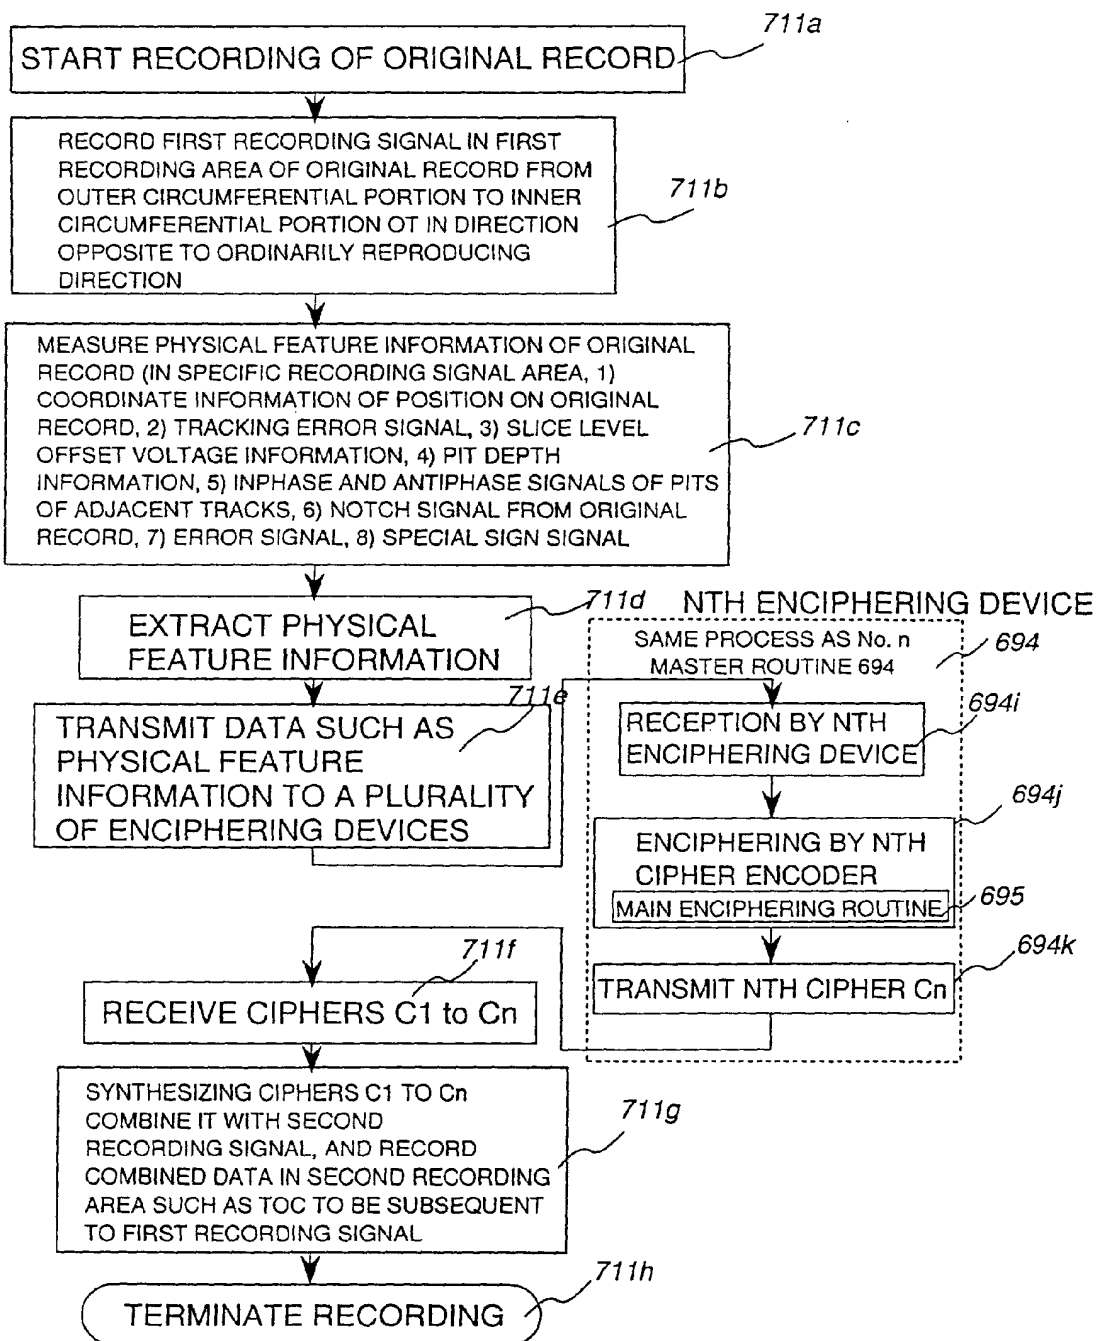 711a
START RECORDING OF ORIGINAL RECORD
RECORD FIRST RECORDING SIGNAL IN FIRST
RECORDING AREA OF ORIGINAL RECORD FROM
OUTER CIRCUMFERENTIAL PORTION TO INNER
CIRCUMFERENTIAL PORTION OT IN DIRECTION
OPPOSITE TO ORDINARILY REPRODUCING
DIRECTION
711b
MEASURE PHYSICAL FEATURE INFORMATION OF ORIGINAL
RECORD (IN SPECIFIC RECORDING SIGNAL AREA, 1)
COORDINATE INFORMATION OF POSITION ON ORIGINAL
RECORD, 2) TRACKING ERROR SIGNAL, 3) SLICE LEVEL
OFFSET VOLTAGE INFORMATION, 4) PIT DEPTH
INFORMATION, 5) INPHASE AND ANTIPHASE SIGNALS OF PITS
OF ADJACENT TRACKS, 6) NOTCH SIGNAL FROM ORIGINAL
RECORD, 7) ERROR SIGNAL, 8) SPECIAL SIGN SIGNAL
711c
711d
EXTRACT PHYSICAL
FEATURE INFORMATION
711e
TRANSMIT DATA SUCH AS
PHYSICAL FEATURE
INFORMATION TO A PLURALITY
OF ENCIPHERING DEVICES
NTH ENCIPHERING DEVICE
SAME PROCESS AS No. n
MASTER ROUTINE 694
694
RECEPTION BY NTH
ENCIPHERING DEVICE
694i
694j
ENCIPHERING BY NTH
CIPHER ENCODER
MAIN ENCIPHERING ROUTINE
695
694k
TRANSMIT NTH CIPHER Cn
711f
RECEIVE CIPHERS C1 to Cn
SYNTHESIZING CIPHERS C1 TO Cn
COMBINE IT WITH SECOND
RECORDING SIGNAL, AND RECORD
COMBINED DATA IN SECOND RECORDING
AREA SUCH AS TOC TO BE SUBSEQUENT
TO FIRST RECORDING SIGNAL
711g
711h
TERMINATE RECORDING